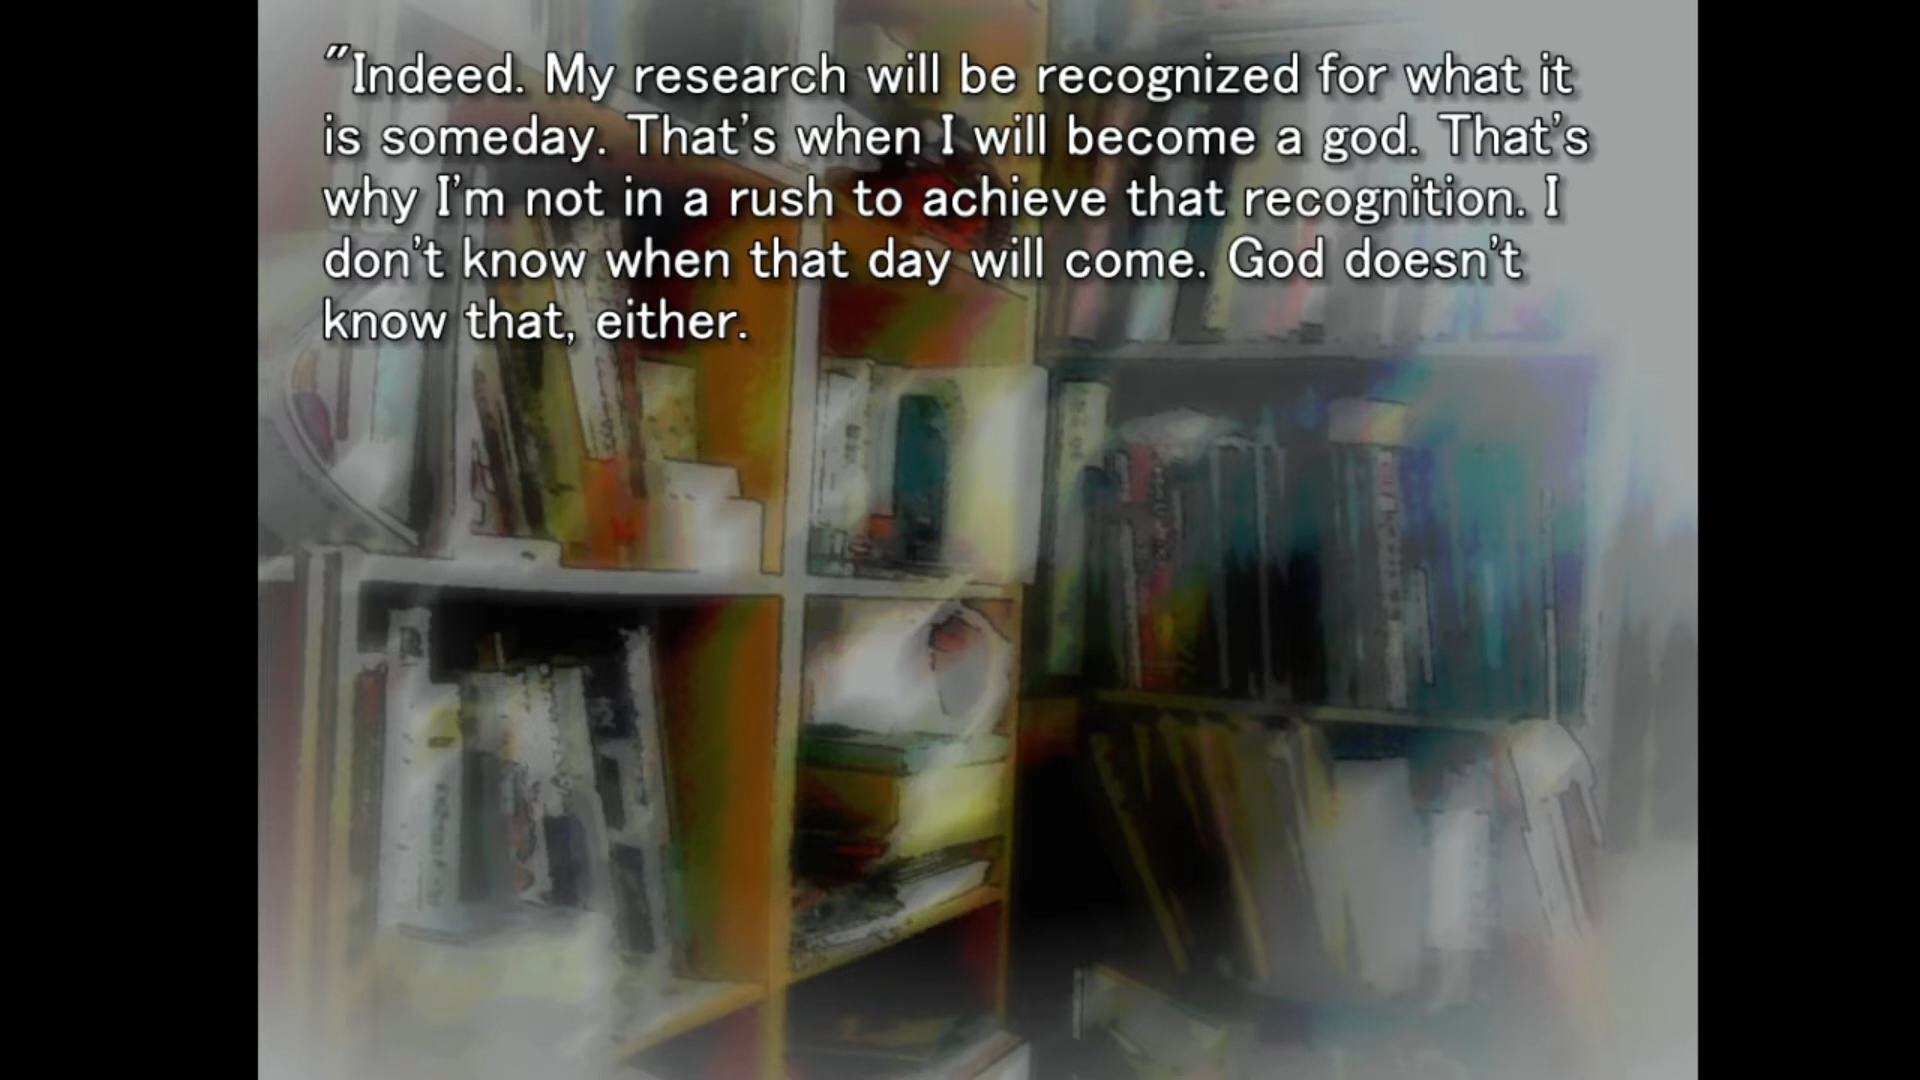 "Indeed. My research will be recognized for what it
is someday. That's when I will become a god. That's
why I'm not in a rush to achieve that recognition. I
don't know when that day will come. God doesn't
know that, either.